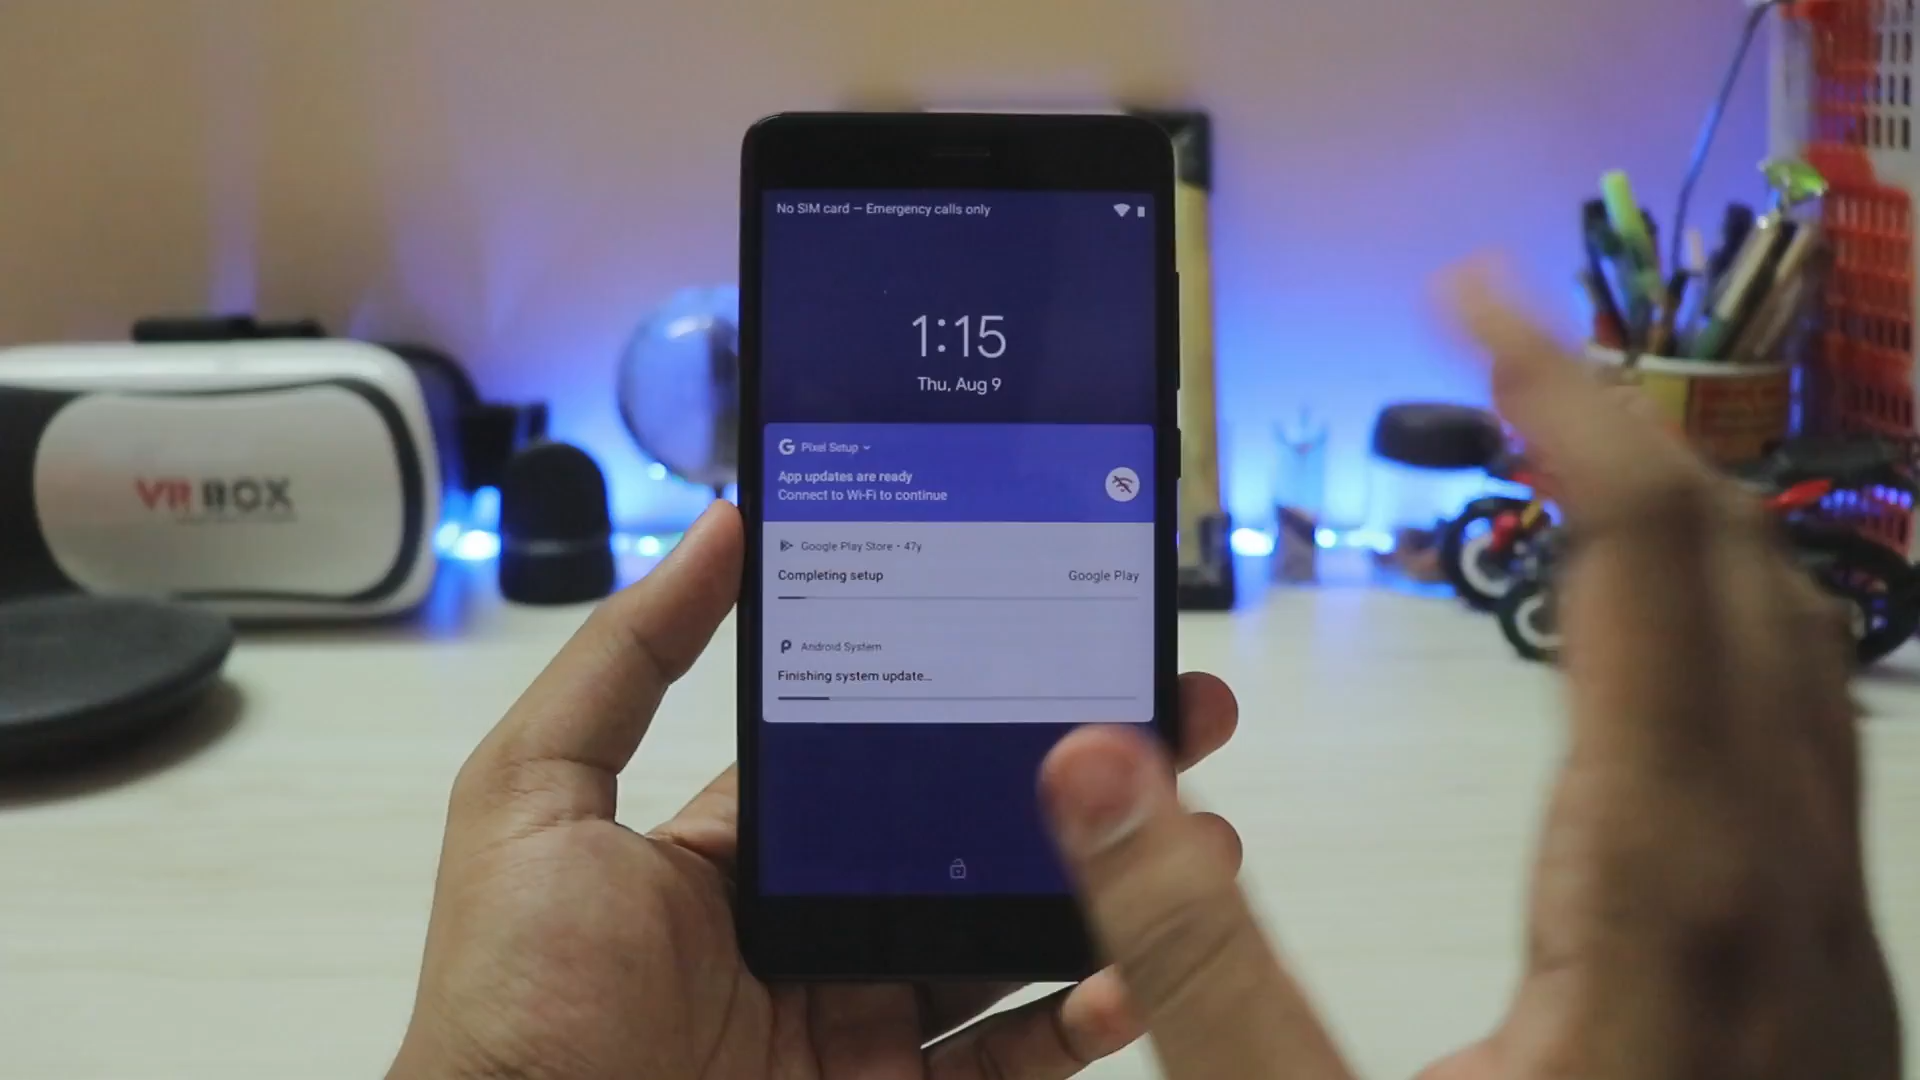 No SIM card – Emergency calls only
1:15
Thu, Aug 9
Pixel Setup
App updates are ready
Connect to Wi-Fi to continue
Google Play Store • 47y
Completing setup
Google Play
Android System
Finishing system update...
VR BOX